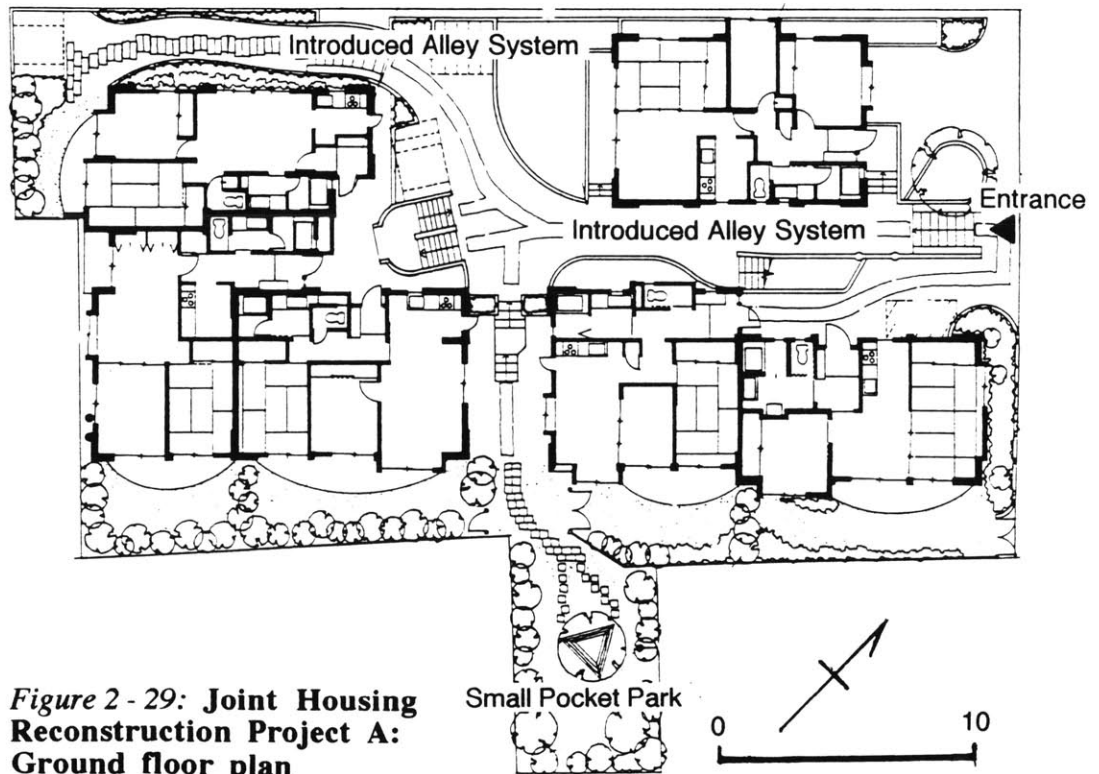 Introduced Alley System
Entrance
Introduced Alley System
Small Pocket Park
Figure 2 - 29: Joint Housing
Reconstruction Project A:
Ground floor plan
0 10